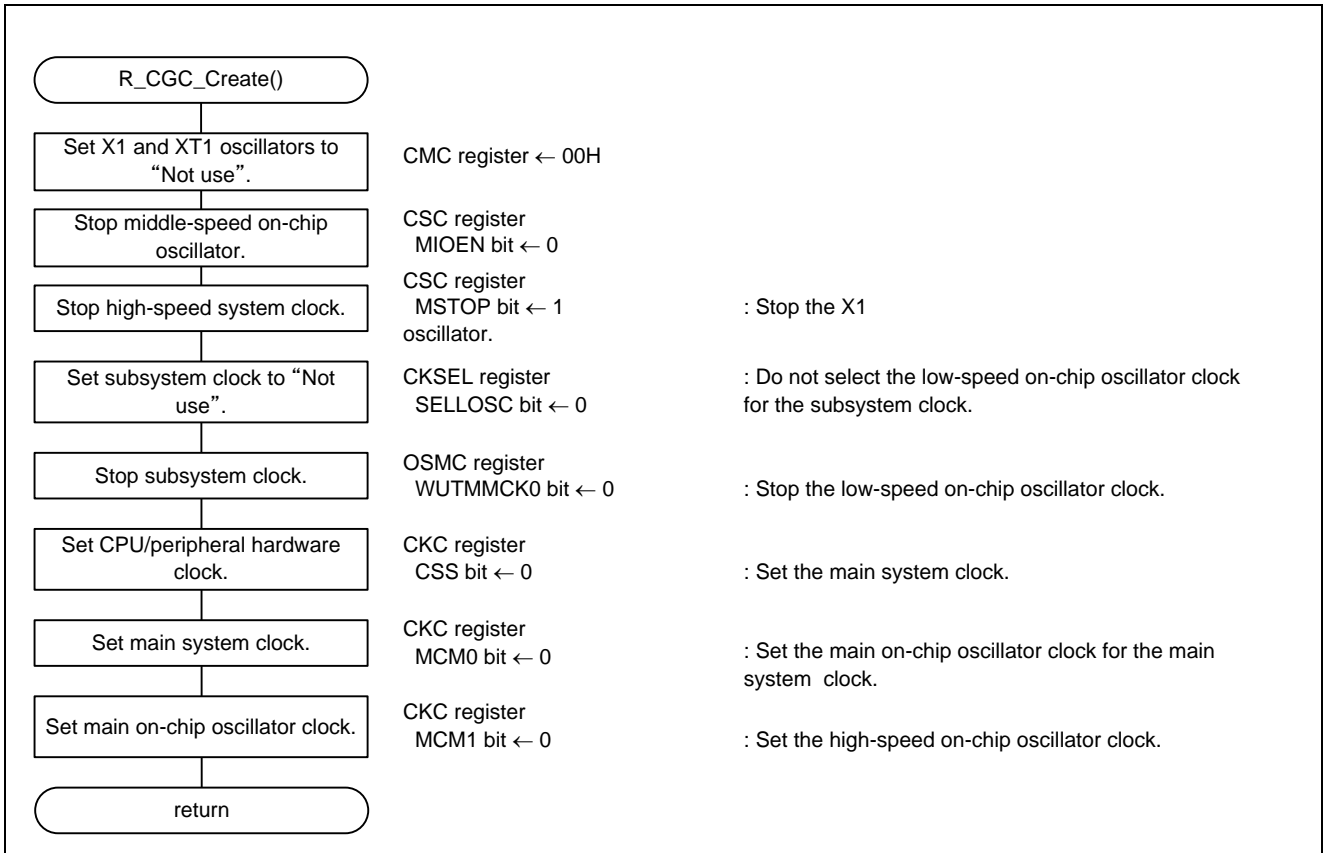 R_CGC_Create()
Set X1 and XT1 oscillators to
“Not use”.
CMC register ← 00H
Stop middle-speed on-chip
oscillator.
CSC register
MIOEN bit ← 0
Stop high-speed system clock.
CSC register
MSTOP bit ← 1
oscillator.
: Stop the X1
Set subsystem clock to “Not
use”.
CKSEL register
SELLOSC bit ← 0
: Do not select the low-speed on-chip oscillator clock
for the subsystem clock.
Stop subsystem clock.
OSMC register
WUTMMCK0 bit ← 0
: Stop the low-speed on-chip oscillator clock.
Set CPU/peripheral hardware
clock.
CKC register
CSS bit ← 0
: Set the main system clock.
Set main system clock.
CKC register
MCM0 bit ← 0
: Set the main on-chip oscillator clock for the main
system clock.
Set main on-chip oscillator clock.
CKC register
MCM1 bit ← 0
: Set the high-speed on-chip oscillator clock.
return